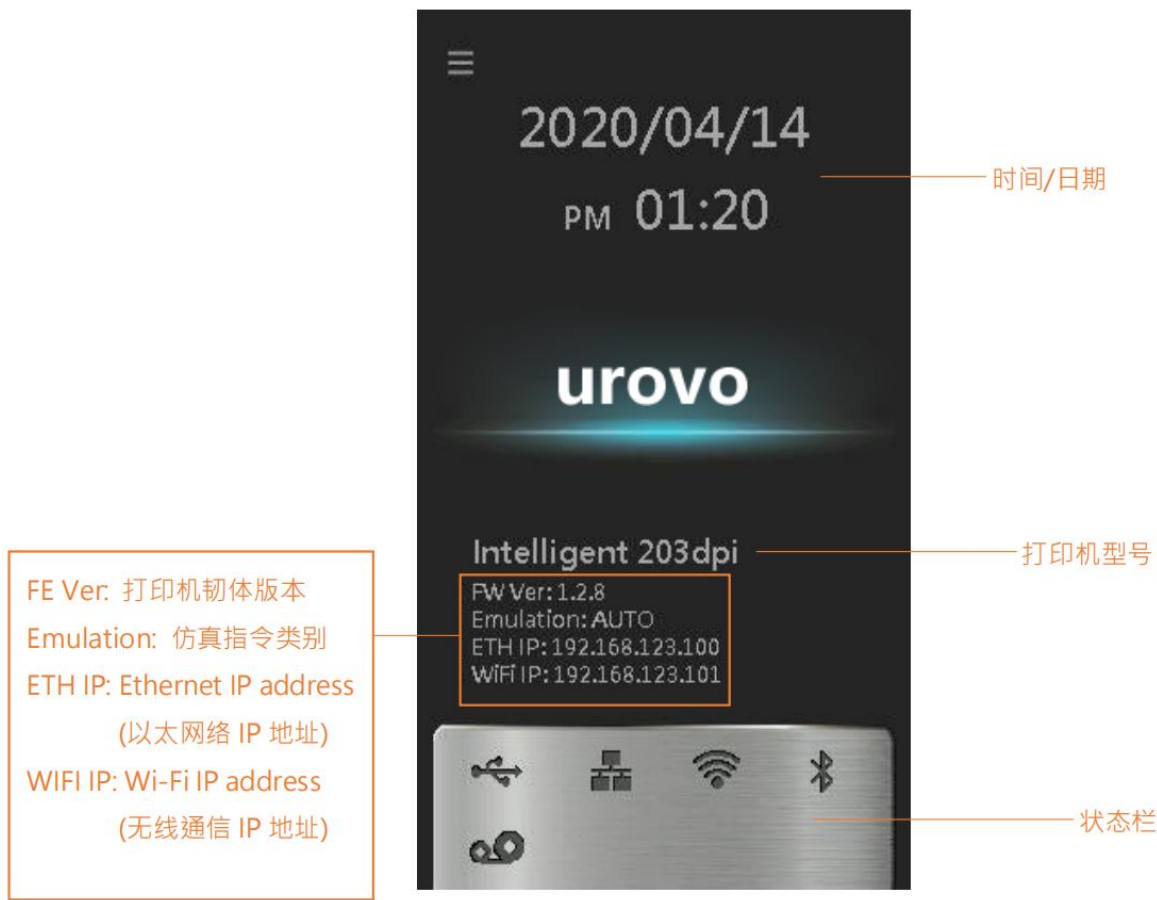 2020/04/14
PM 01:20
时间/日期
urovo
Intelligent 203dpi
打印机型号
FW Ver: 1.2.8
Emulation: AUTO
ETH IP: 192.168.123.100
WiFi IP: 192.168.123.101
FE Ver: 打印机韧体版本
Emulation: 仿真指令类别
ETH IP: Ethernet IP address
(以太网络 IP 地址)
WIFI IP: Wi-Fi IP address
(无线通信 IP 地址)
状态栏